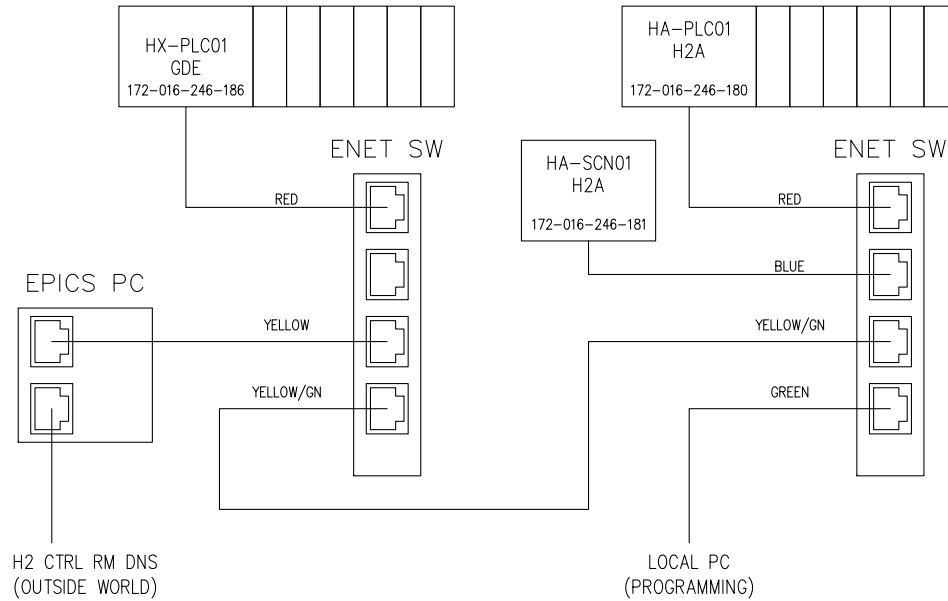 HX-PLC01
GDE
172-016-246-186
HA-PLC01
H2A
172-016-246-180
ENET SW
ENET SW
HA-SCN01
H2A
172-016-246-181
RED
RED
BLUE
EPICS PC
YELLOW
YELLOW/GN
YELLOW/GN
GREEN
H2 CTRL RM DNS
(OUTSIDE WORLD)
LOCAL PC
(PROGRAMMING)